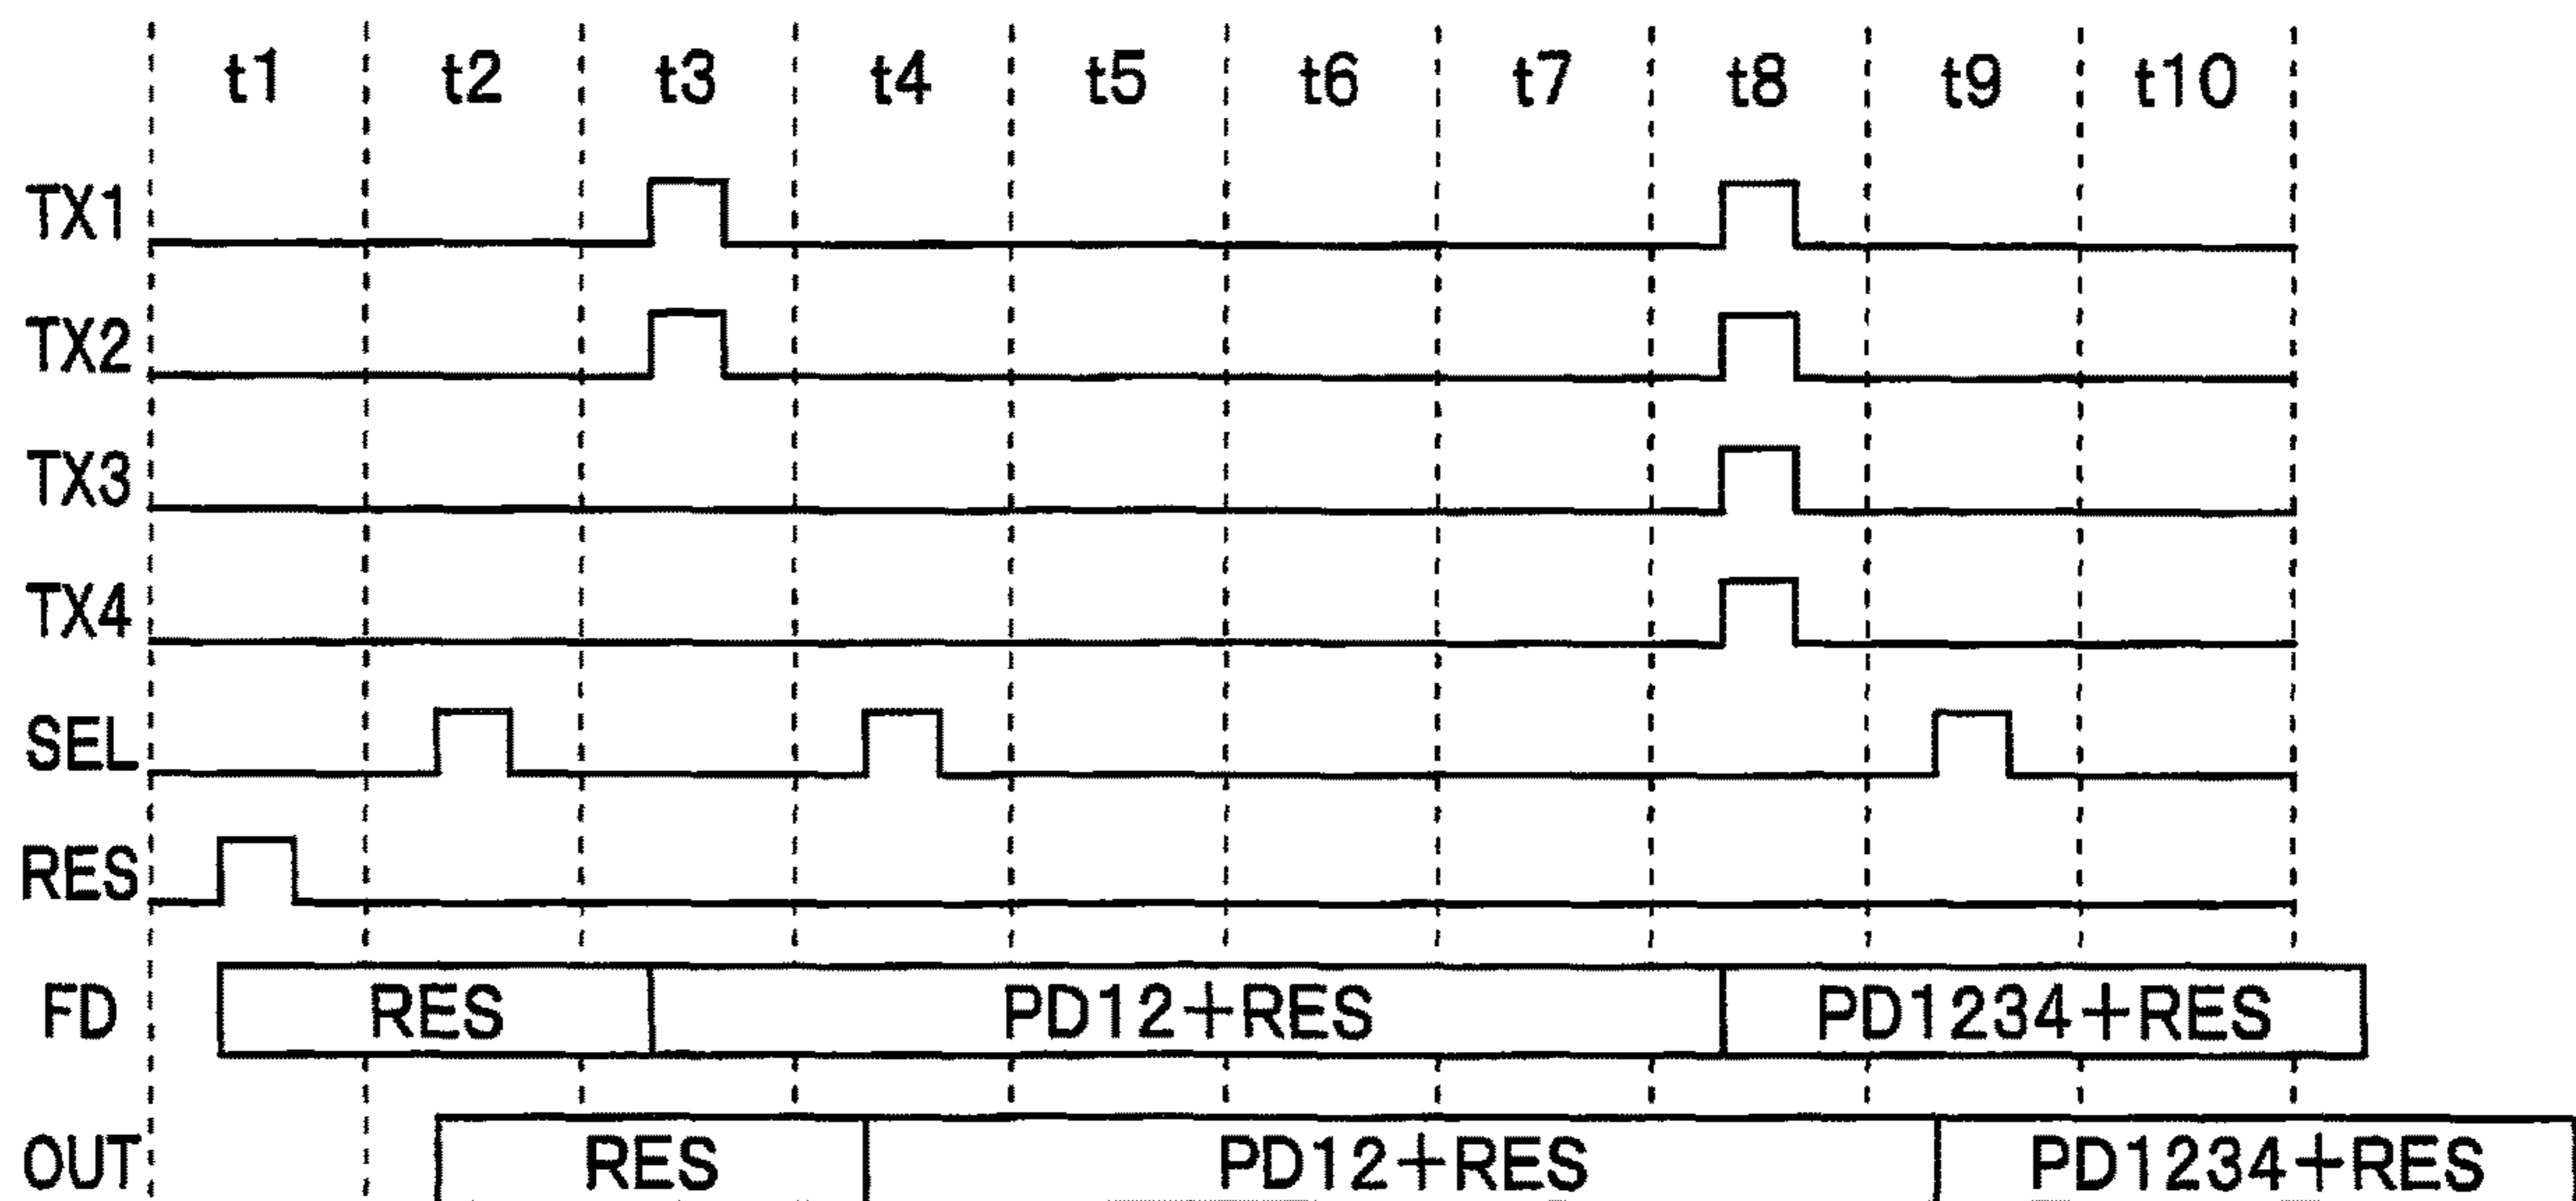 t1 t2 t3 t4 t5 t6 t7 t8 t9 t10
TX1
TX2
TX3
TX4
SEL
RES
FD RES PD12+RES PD1234+RES
OUT RES PD12+RES PD1234+RES